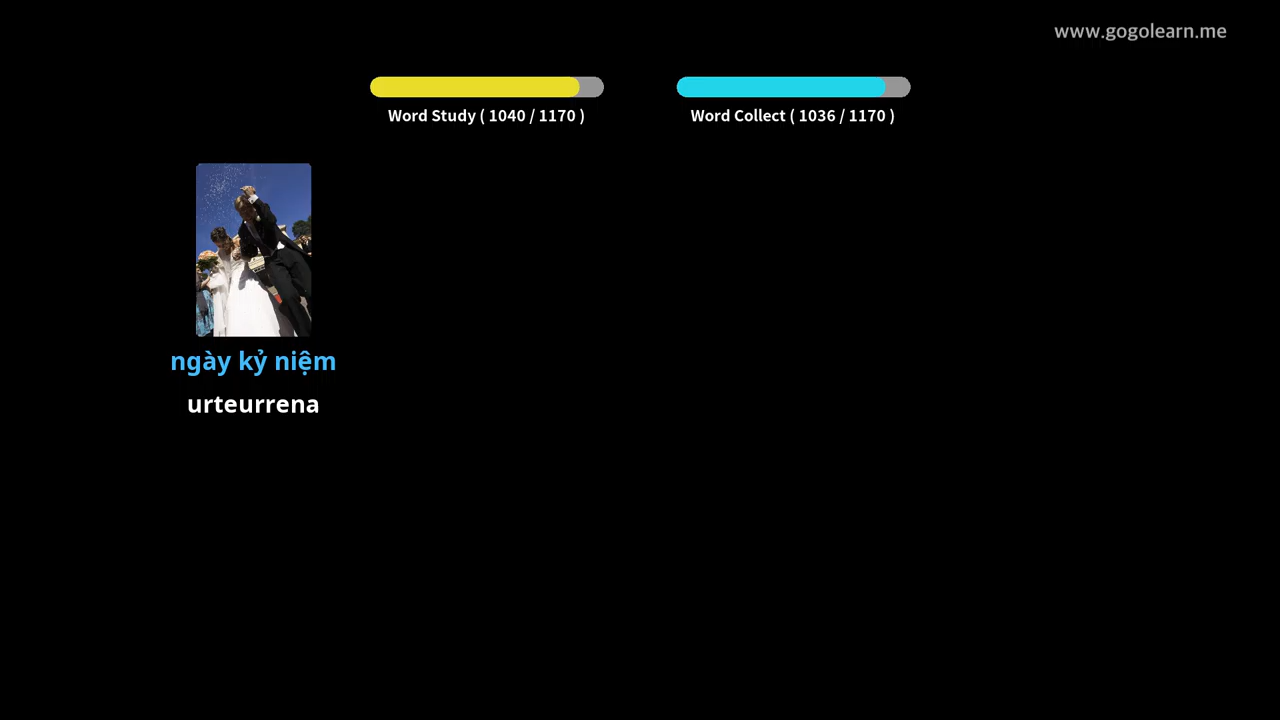 www.gogolearn.me
Word Study ( 1040 / 1170 )
Word Collect ( 1036 / 1170 )
ngày kỷ niệm
urteurrena